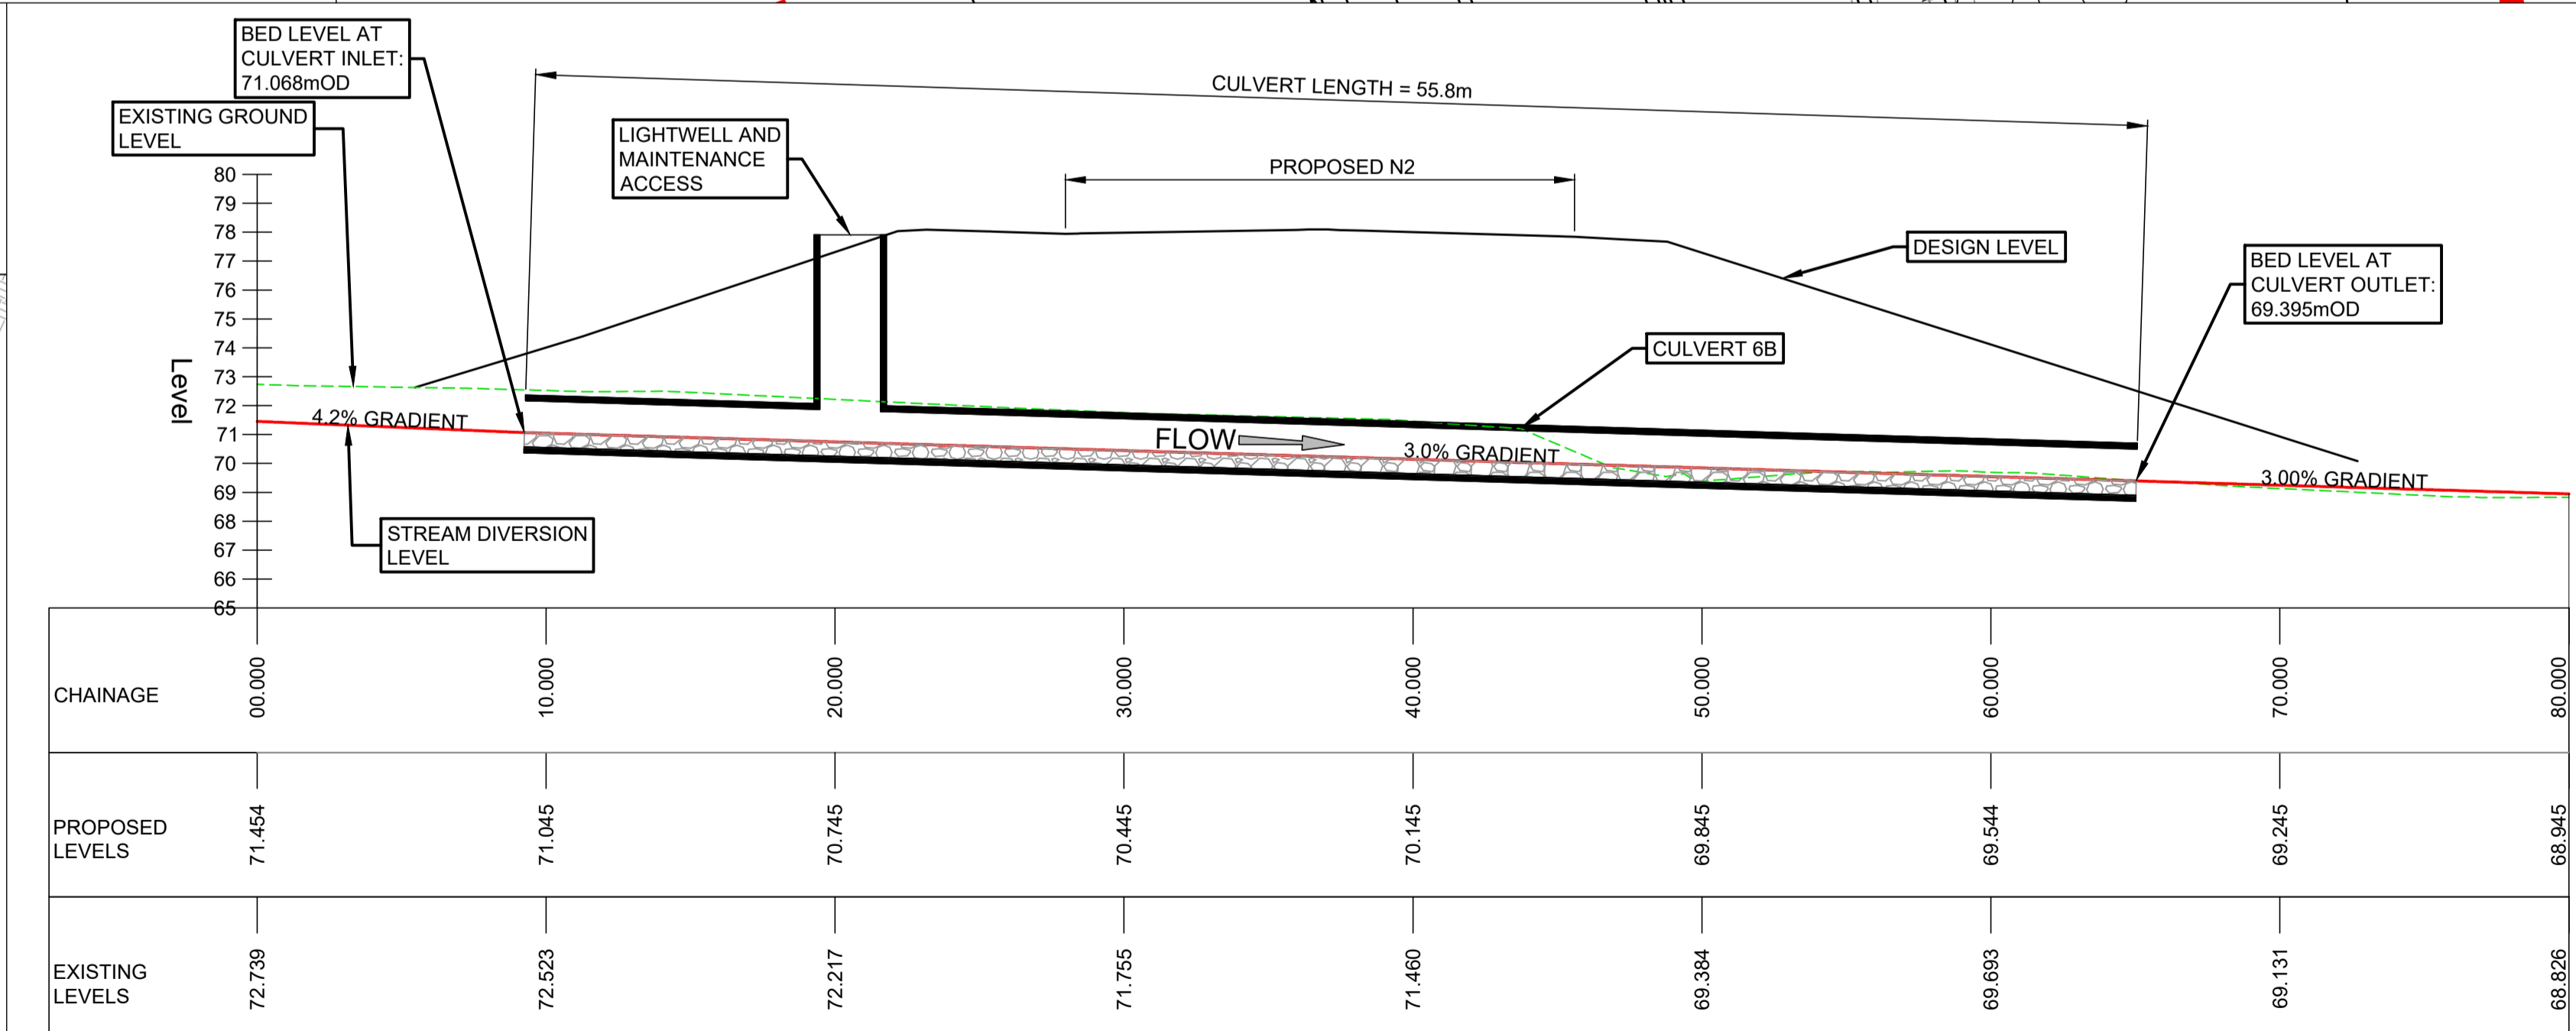 BED LEVEL AT
CULVERT INLET:
71.068mOD
EXISTING GROUND
LEVEL
LIGHTWELL AND
MAINTENANCE
ACCESS
CULVERT LENGTH = 55.8m
PROPOSED N2
DESIGN LEVEL
BED LEVEL AT
CULVERT OUTLET:
69.395mOD
CULVERT 6B
80
79
78
77
76
75
74
73
72
71
70
69
68
67
66
65
Level
4.2% GRADIENT
FLOW
3.0% GRADIENT
3.00% GRADIENT
STREAM DIVERSION
LEVEL
CHAINAGE
00.000 10.000 20.000 30.000 40.000 50.000 60.000 70.000 80.000
PROPOSED
LEVELS
71.454 71.045 70.745 70.445 70.145 69.845 69.544 69.245 68.945
EXISTING
LEVELS
72.739 72.523 72.217 71.755 71.460 69.384 69.693 69.131 68.826